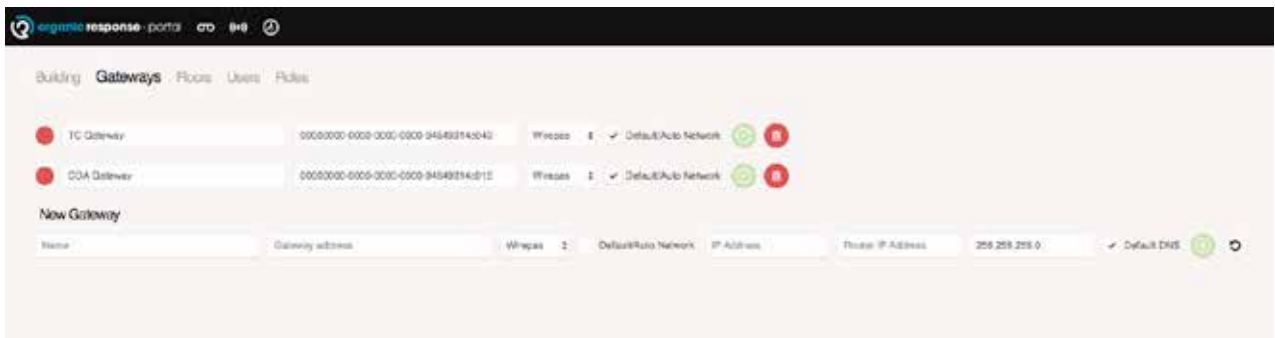 organic response portal
Building Gateways Floors Users Rules
TC Gateway Wirepas Default/Auto Network
CDA Gateway Wirepas Default/Auto Network
New Gateway
Name Gateway address Wirepas Default/Auto Network IP Address Router IP Address 255.255.255.0 Default DNS